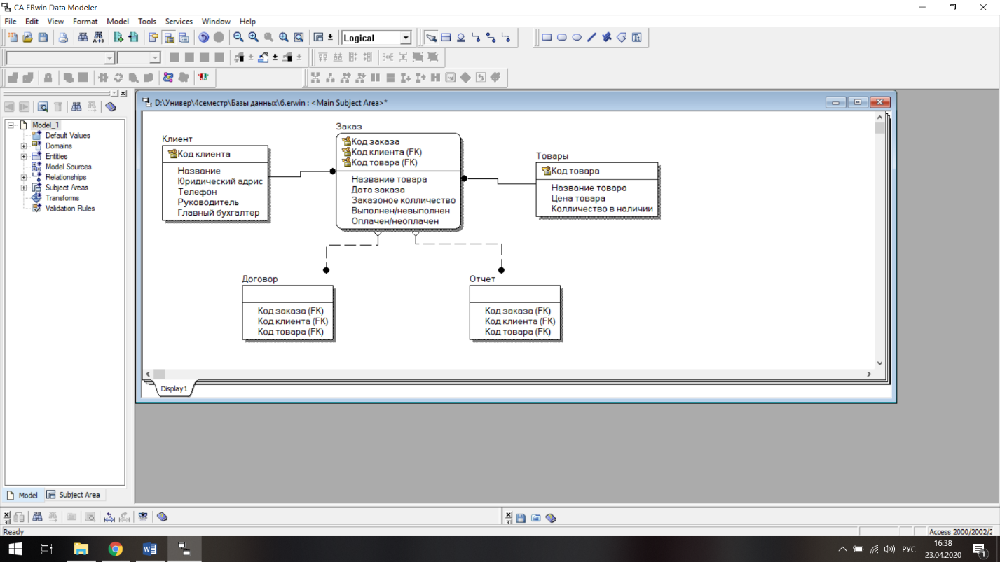 CA ERwin Data Modeler
File Edit View Format Model Tools Services Window Help
Logical
D:\Универ\4семестр\Базы данных\6.erwin : <Main Subject Area>*
Model_1
Default Values
Domains
Entities
Model Sources
Relationships
Subject Areas
Transforms
Validation Rules
Клиент
Код клиента
Название
Юридический адрис
Телефон
Руководитель
Главный бухгалтер
Заказ
Код заказа
Код клиента (FK)
Код товара (FK)
Название товара
Дата заказа
Заказоное колличество
Выполнен/невыполнен
Оплачен/неоплачен
Товары
Код товара
Название товара
Цена товара
Колличество в наличии
Договор
Код заказа (FK)
Код клиента (FK)
Код товара (FK)
Отчет
Код заказа (FK)
Код клиента (FK)
Код товара (FK)
Display1
Model Subject Area
Ready
Access 2000/2002/2
РУС
16:38
23.04.2020
1